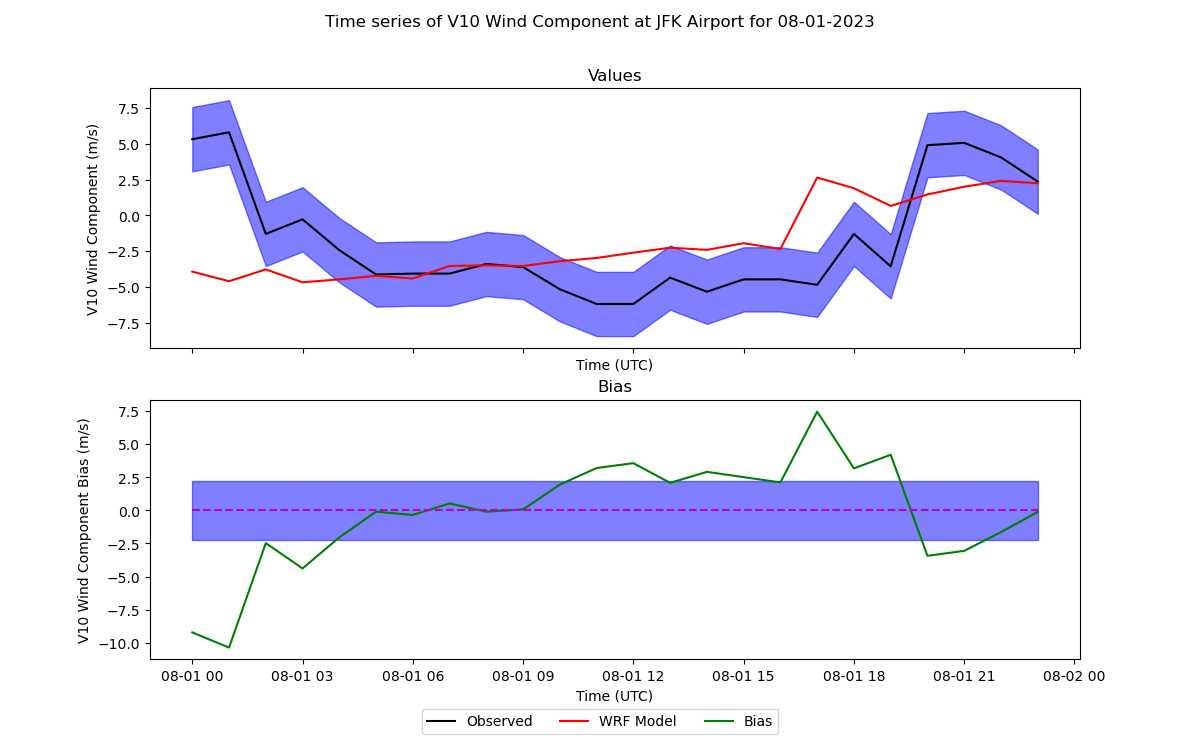 Time series of V10 Wind Component at JFK Airport for 08-01-2023
Values
V10 Wind Component (m/s)
7.5
5.0
2.5
0.0
−2.5
−5.0
−7.5
Time (UTC)
Bias
V10 Wind Component Bias (m/s)
7.5
5.0
2.5
0.0
−2.5
−5.0
−7.5
−10.0
08-01 00 08-01 03 08-01 06 08-01 09 08-01 12 08-01 15 08-01 18 08-01 21 08-02 00
Time (UTC)
Observed WRF Model Bias